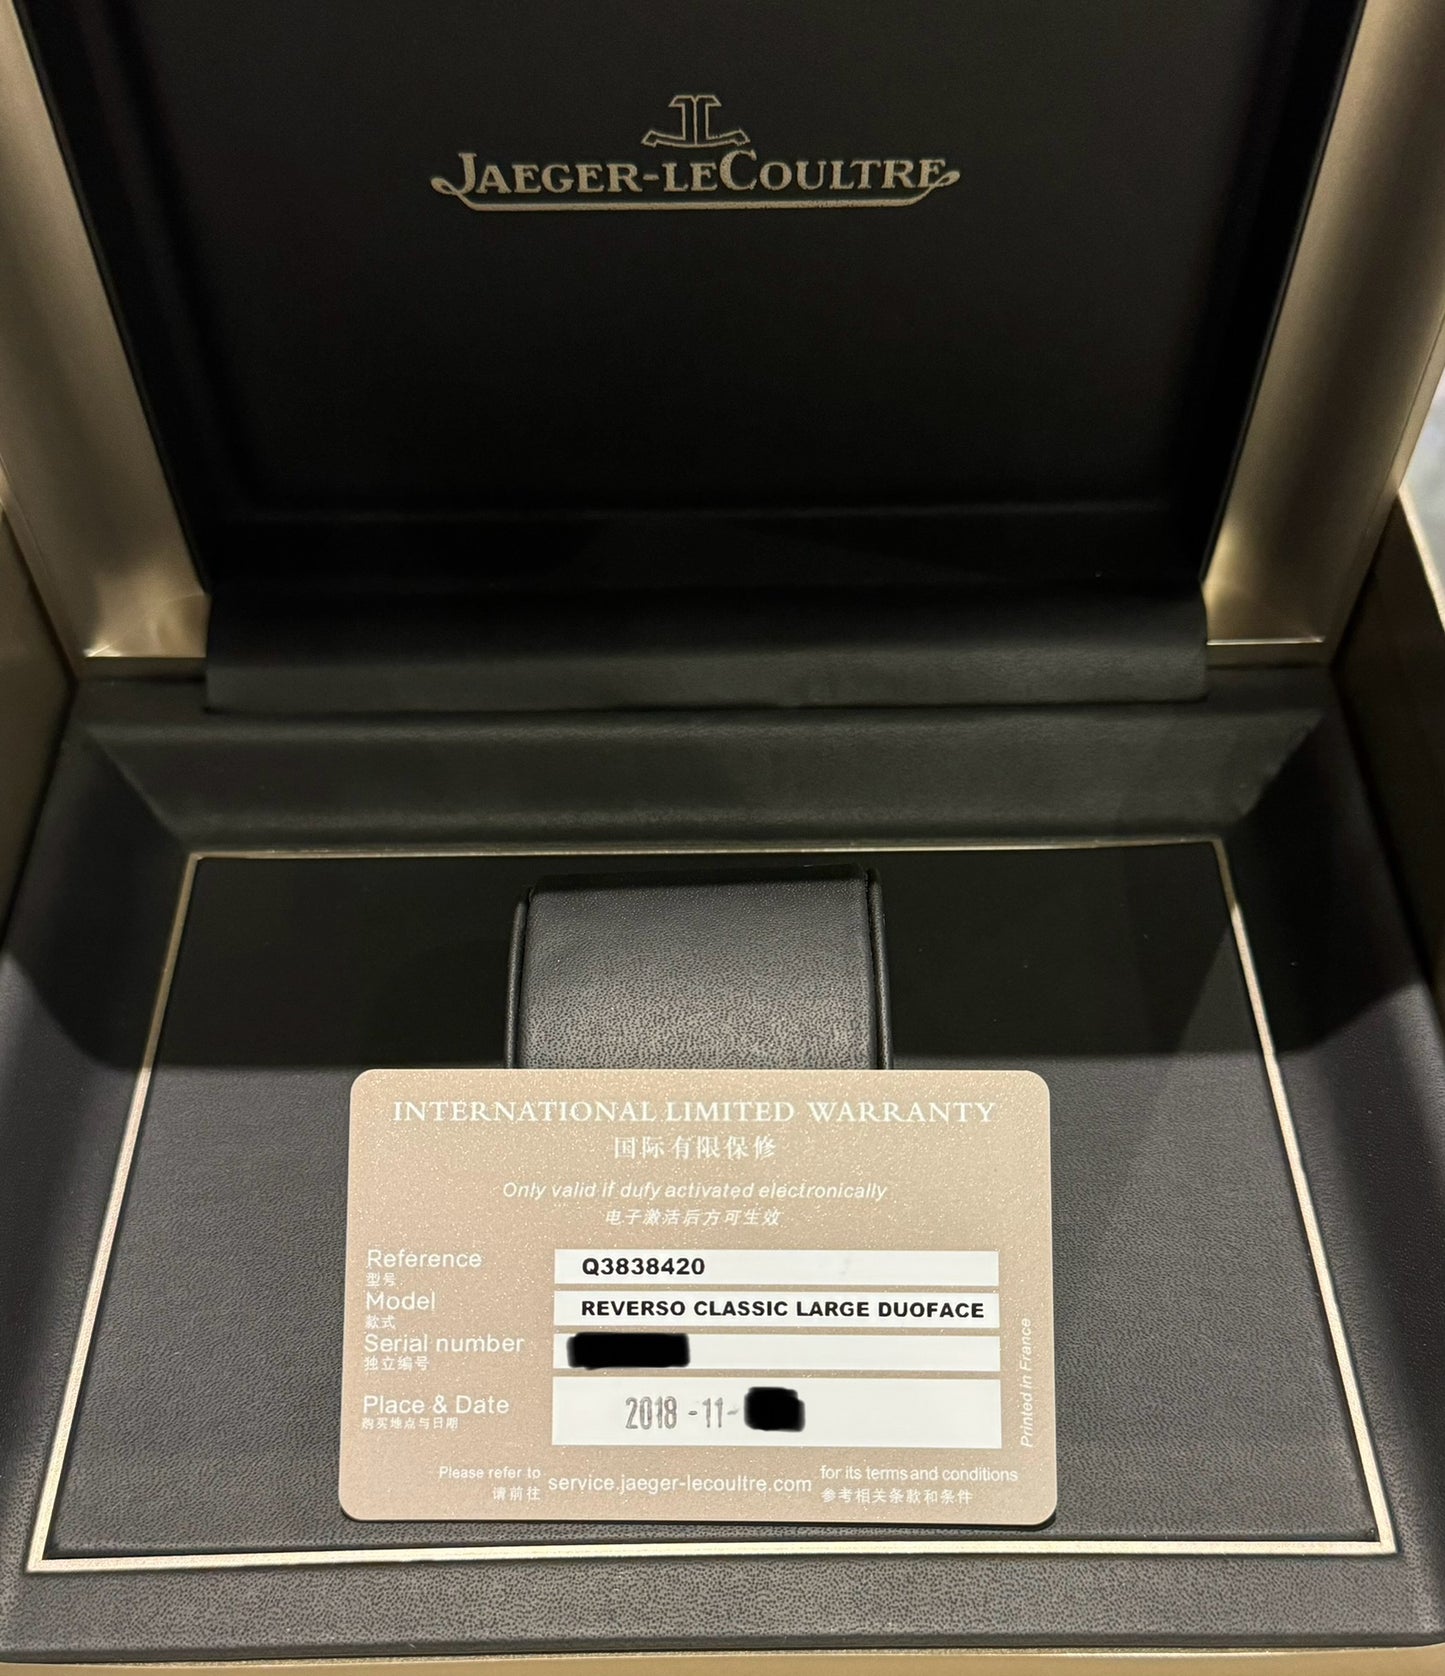 JAEGER-LECOULTRE
INTERNATIONAL LIMITED WARRANTY
国际有限保修
Only valid if dufy activated electronically
电子激活后方可生效
Reference Q3838420
型号
Model REVERSO CLASSIC LARGE DUOFACE
款式
Serial number
独立编号
Place & Date 2018-11-
购买地点与日期
Printed in France
Please refer to service.jaeger-lecoultre.com for its terms and conditions
请前往 参考相关条款和条件